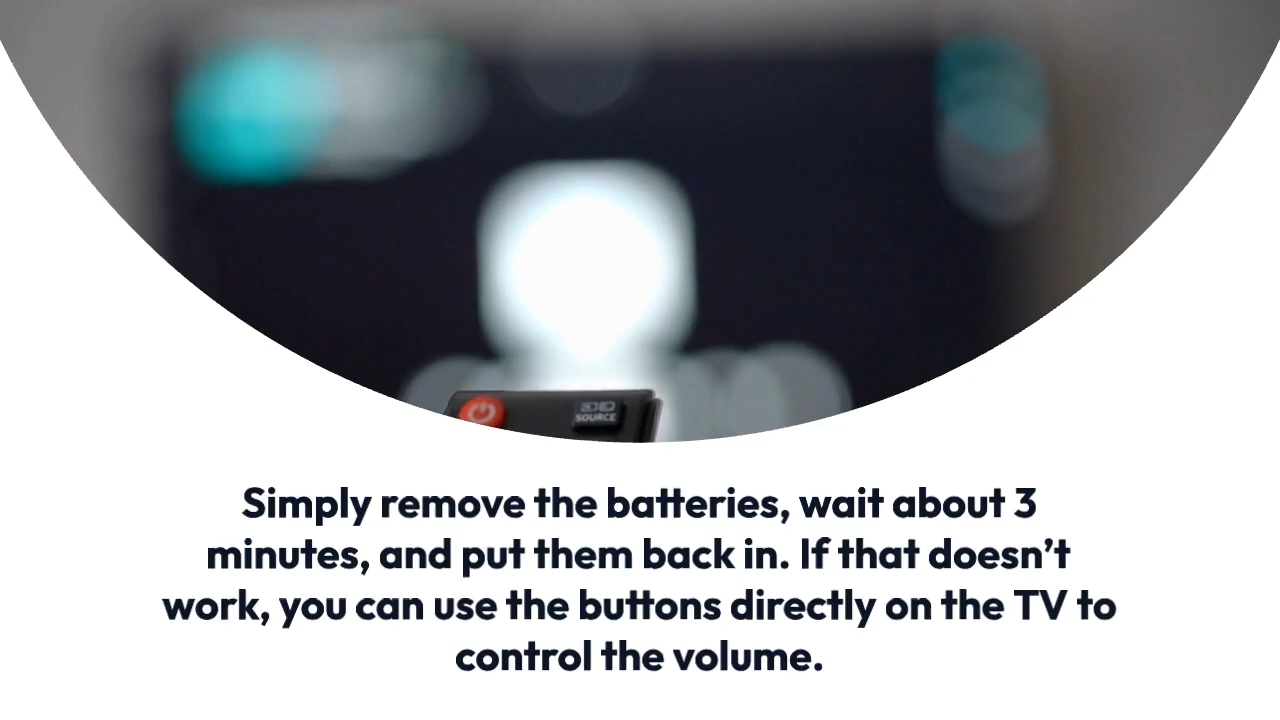 SOURCE
Simply remove the batteries, wait about 3
minutes, and put them back in. If that doesn’t
work, you can use the buttons directly on the TV to
control the volume.